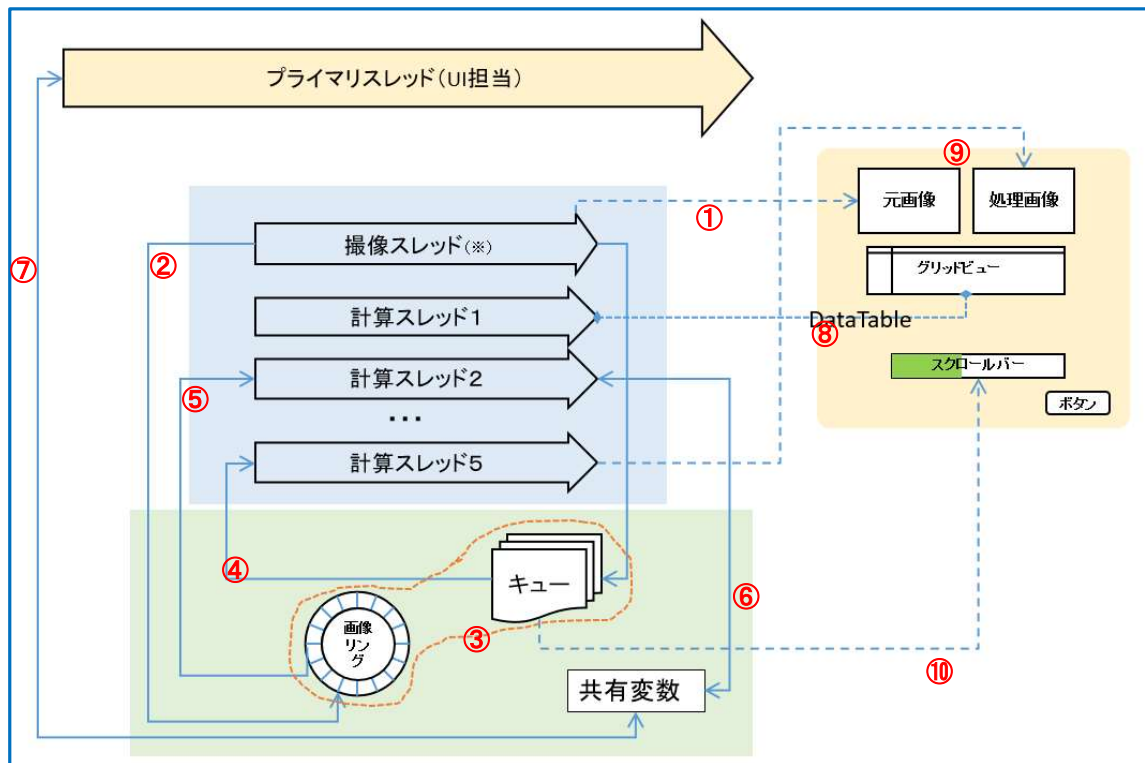 プライマリスレッド（UI担当）
⑨
元画像
処理画像
①
撮像スレッド(※)
②
⑦
グリッドビュー
計算スレッド１
DataTable
⑧
スクロールバー
計算スレッド２
⑤
ボタン
・・・
計算スレッド５
④
キュー
⑥
画像
リン
グ
③
⑩
共有変数